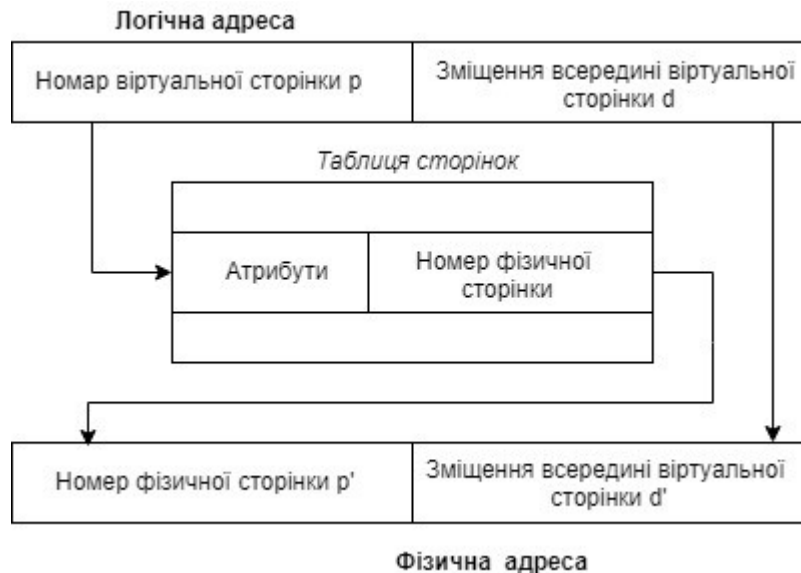 Логічна адреса
Номар віртуальної сторінки p
Зміщення всередині віртуальної
сторінки d
Таблиця сторінок
Атрибути
Номер фізичної
сторінки
Номер фізичної сторінки p'
Зміщення всередині віртуальної
сторінки d'
Фізична адреса